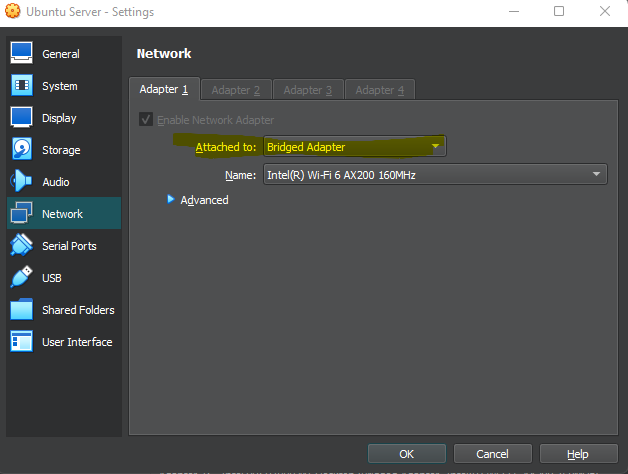 Ubuntu Server - Settings
General
System
Display
Storage
Audio
Network
Serial Ports
USB
Shared Folders
User Interface
Network
Adapter 1 Adapter 2 Adapter 3 Adapter 4
Enable Network Adapter
Attached to: Bridged Adapter
Name: Intel(R) Wi-Fi 6 AX200 160MHz
Advanced
OK Cancel Help